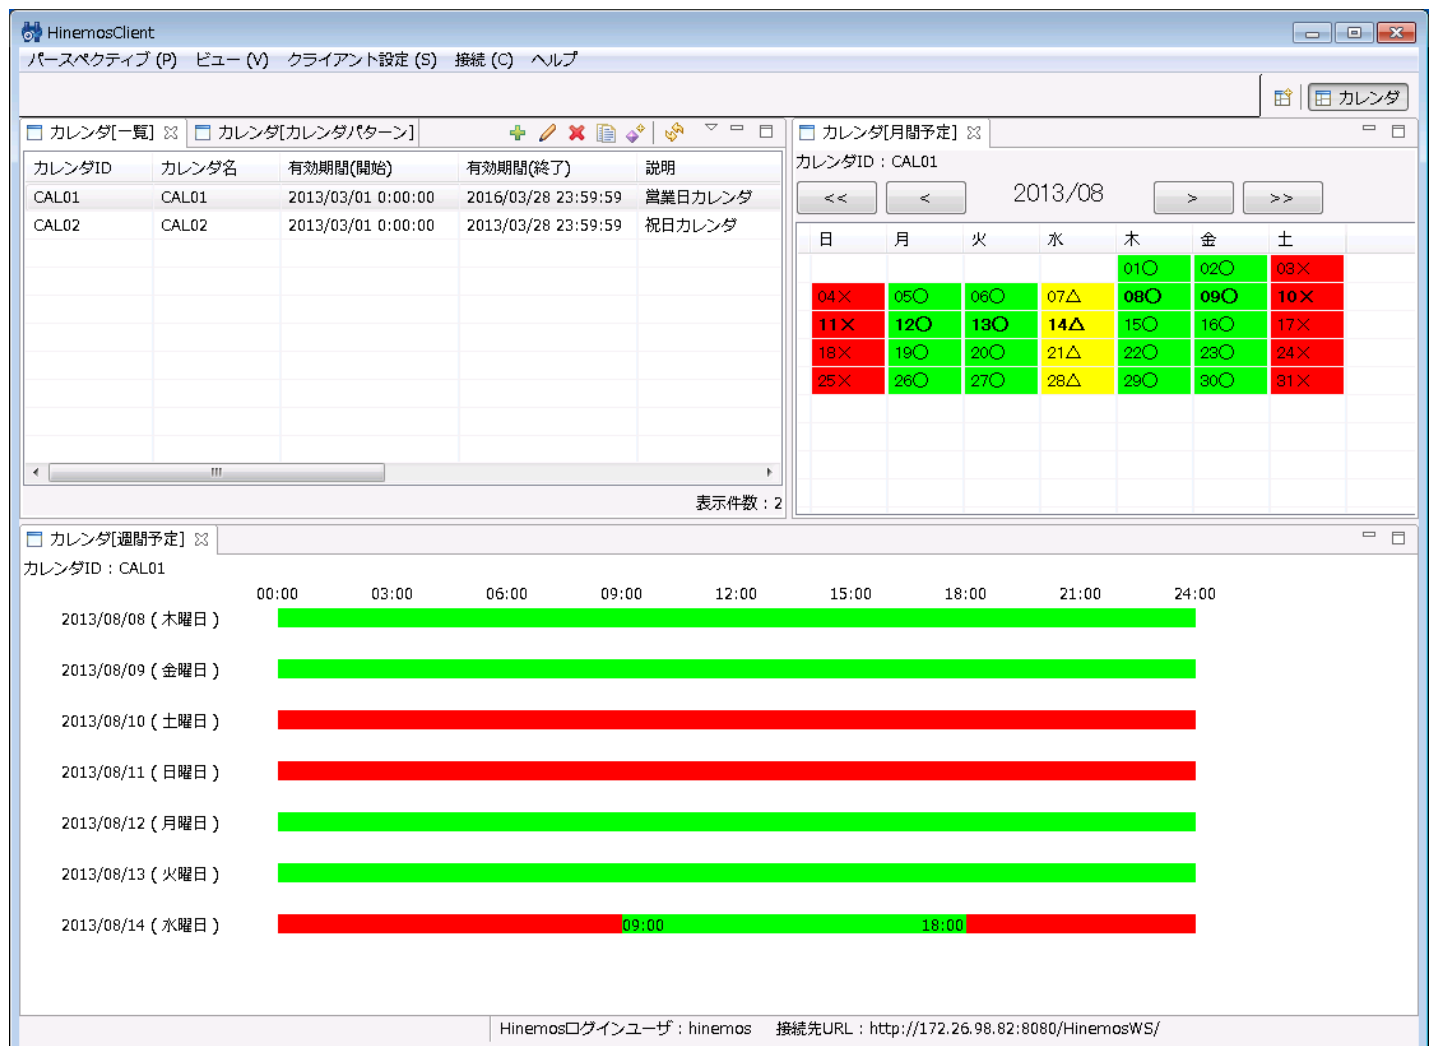 HinemosClient
パースペクティブ (P) ビュー (V) クライアント設定 (S) 接続 (C) ヘルプ
カレンダ
カレンダ[一覧] カレンダ[カレンダパターン]
カレンダID カレンダ名 有効期間(開始) 有効期間(終了) 説明
CAL01 CAL01 2013/03/01 0:00:00 2016/03/28 23:59:59 営業日カレンダ
CAL02 CAL02 2013/03/01 0:00:00 2013/03/28 23:59:59 祝日カレンダ
表示件数 : 2
カレンダ[月間予定]
カレンダID : CAL01
<< < 2013/08 > >>
日 月 火 水 木 金 土
01○ 02○ 03×
04× 05○ 06○ 07△ 08○ 09○ 10×
11× 12○ 13○ 14△ 15○ 16○ 17×
18× 19○ 20○ 21△ 22○ 23○ 24×
25× 26○ 27○ 28△ 29○ 30○ 31×
カレンダ[週間予定]
カレンダID : CAL01
00:00 03:00 06:00 09:00 12:00 15:00 18:00 21:00 24:00
2013/08/08 ( 木曜日 )
2013/08/09 ( 金曜日 )
2013/08/10 ( 土曜日 )
2013/08/11 ( 日曜日 )
2013/08/12 ( 月曜日 )
2013/08/13 ( 火曜日 )
2013/08/14 ( 水曜日 ) 09:00 18:00
Hinemosログインユーザ : hinemos 接続先URL : http://172.26.98.82:8080/HinemosWS/